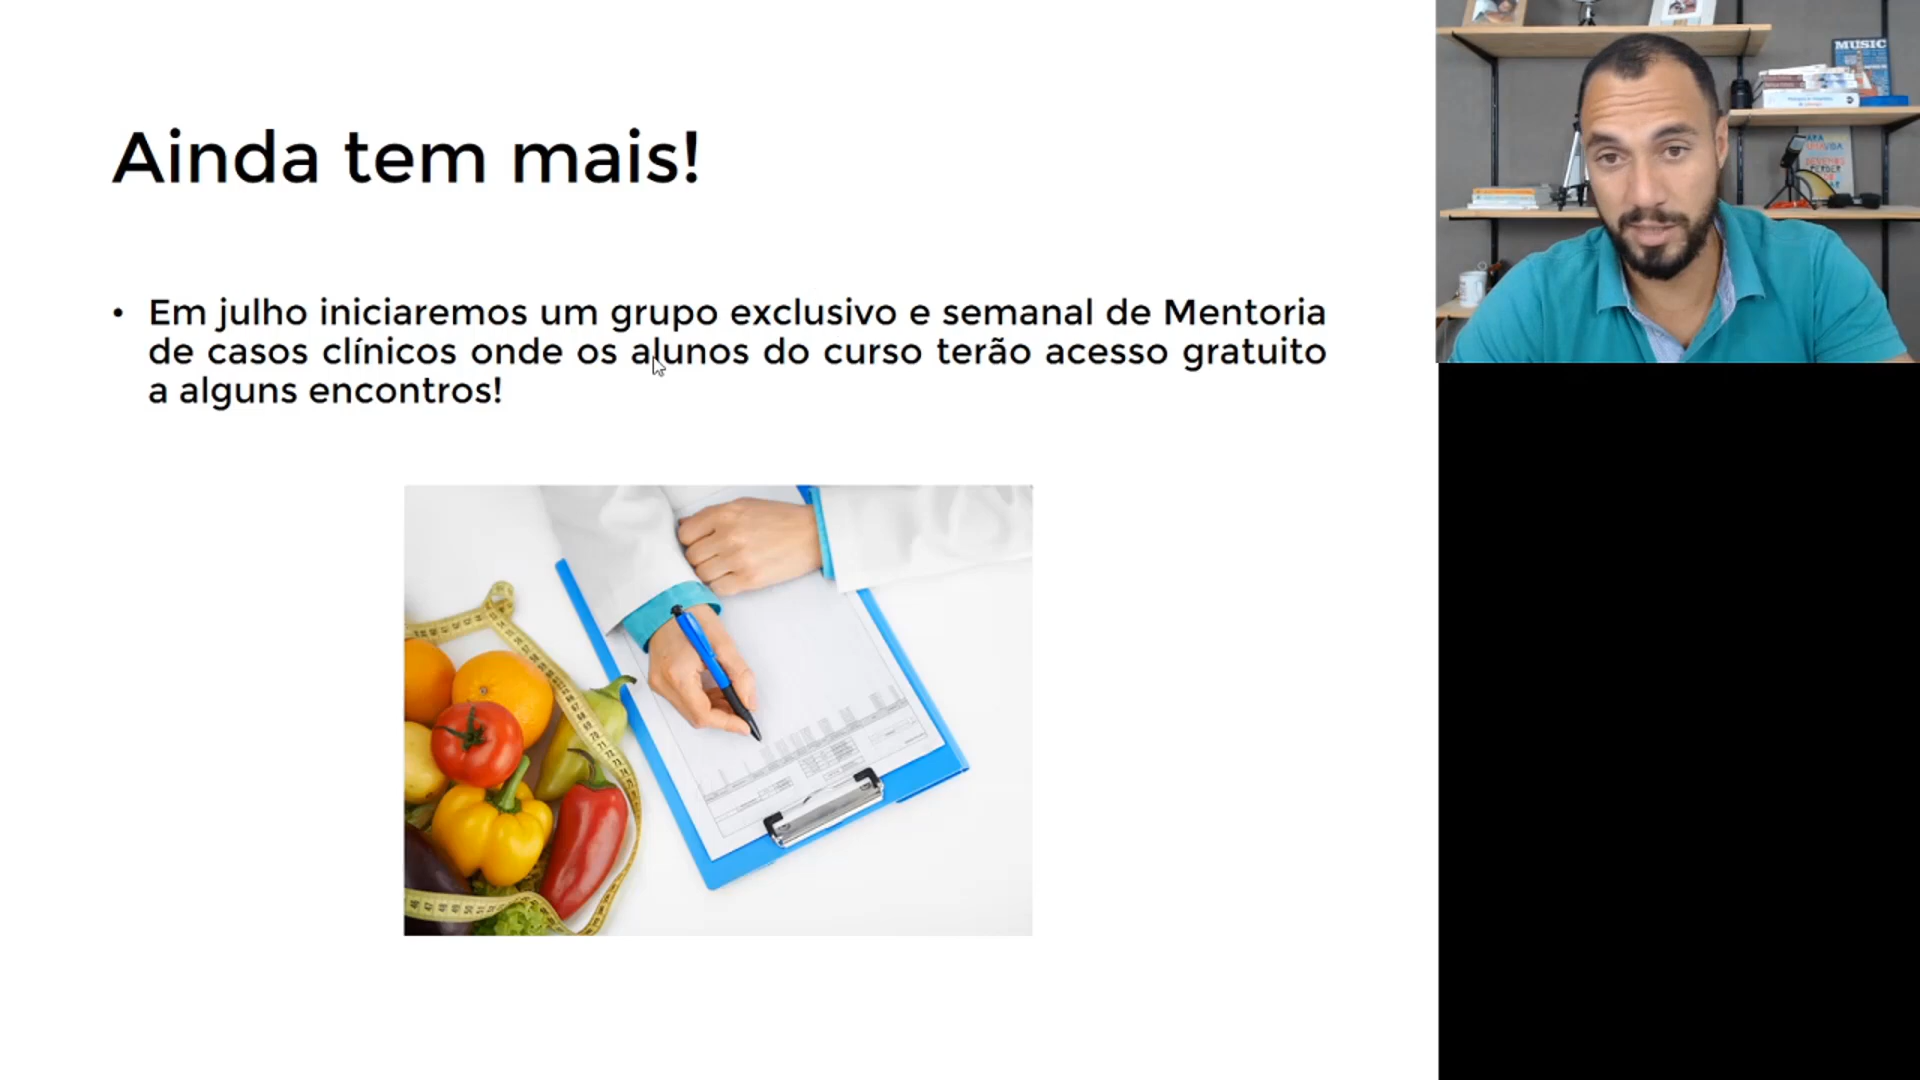 Ainda tem mais!
• Em julho iniciaremos um grupo exclusivo e semanal de Mentoria
de casos clínicos onde os alunos do curso terão acesso gratuito
a alguns encontros!
MUSIC